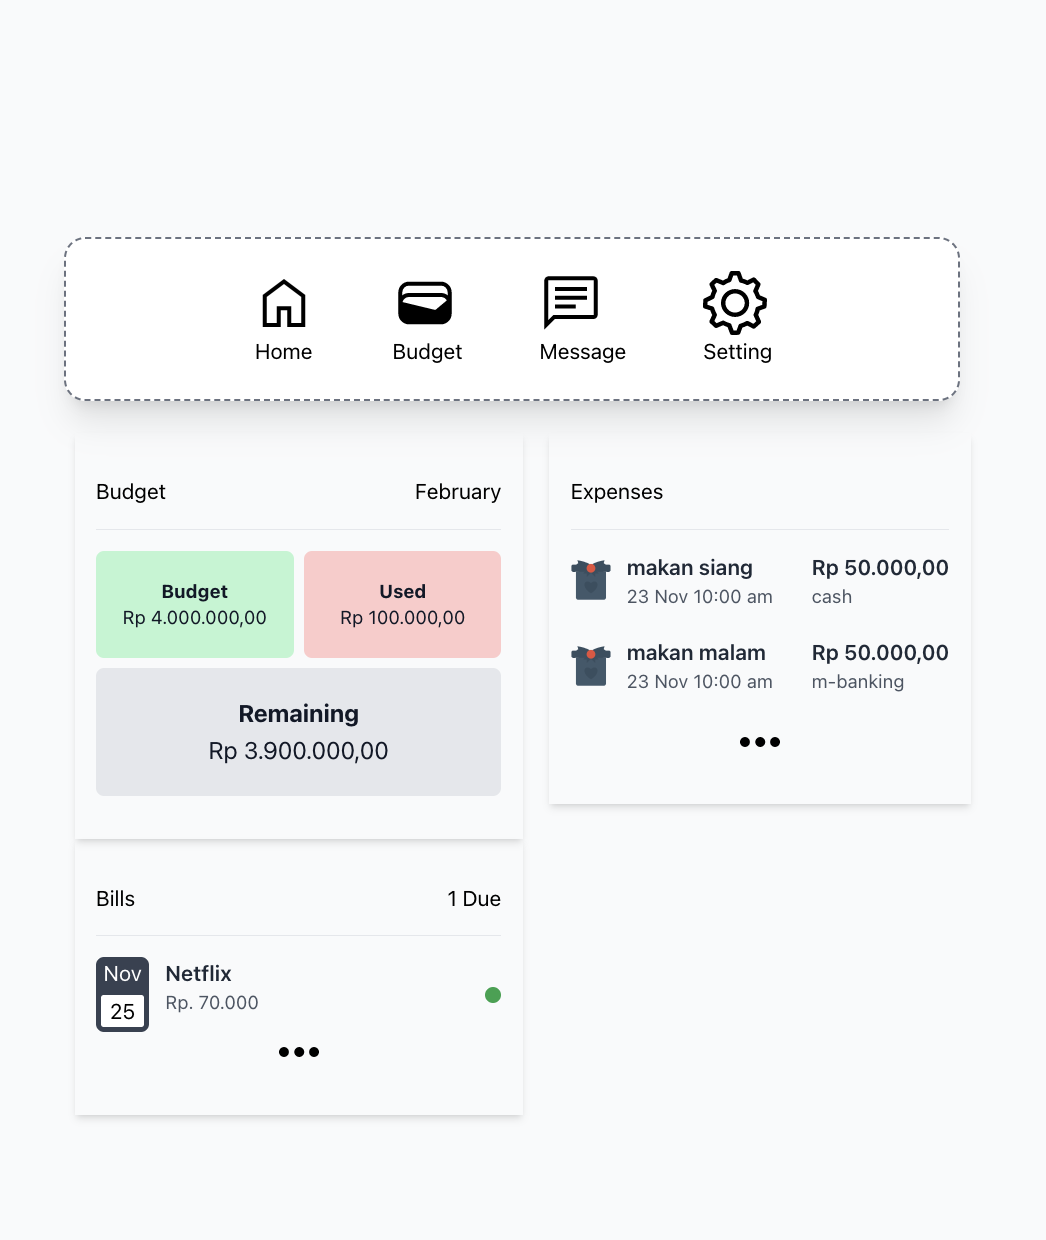 Home
Budget
Message
Setting
Budget
February
Budget
Rp 4.000.000,00
Used
Rp 100.000,00
Remaining
Rp 3.900.000,00
Expenses
makan siang
Rp 50.000,00
23 Nov 10:00 am
cash
makan malam
Rp 50.000,00
23 Nov 10:00 am
m-banking
Bills
1 Due
Nov
25
Netflix
Rp. 70.000